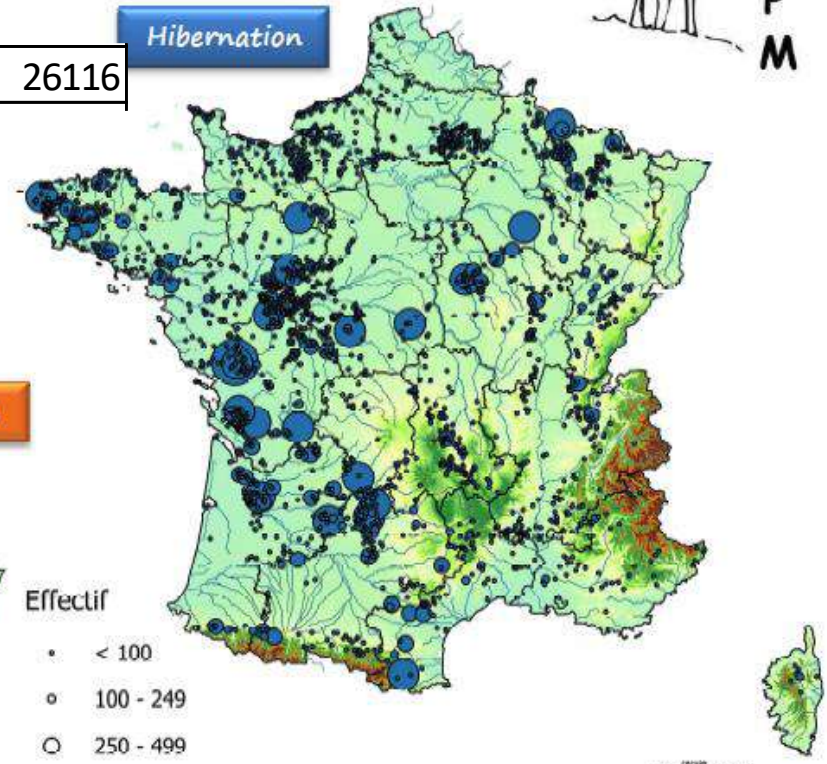 P
M
Hibernation
26116
Effectif
< 100
100 - 249
250 - 499